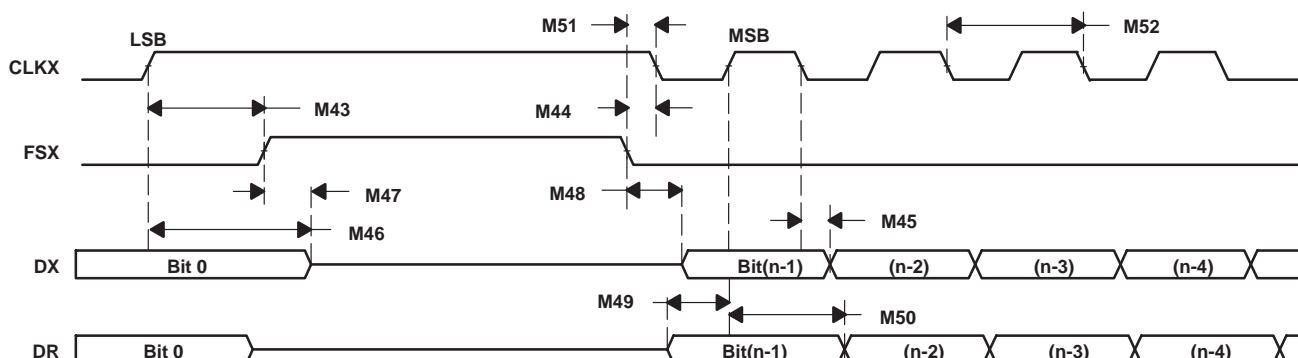 M51
LSB
MSB
M52
CLKX
M43
M44
FSX
M47
M48
M45
M46
DX
Bit 0
Bit(n-1)
(n-2)
(n-3)
(n-4)
M49
M50
DR
Bit 0
Bit(n-1)
(n-2)
(n-3)
(n-4)